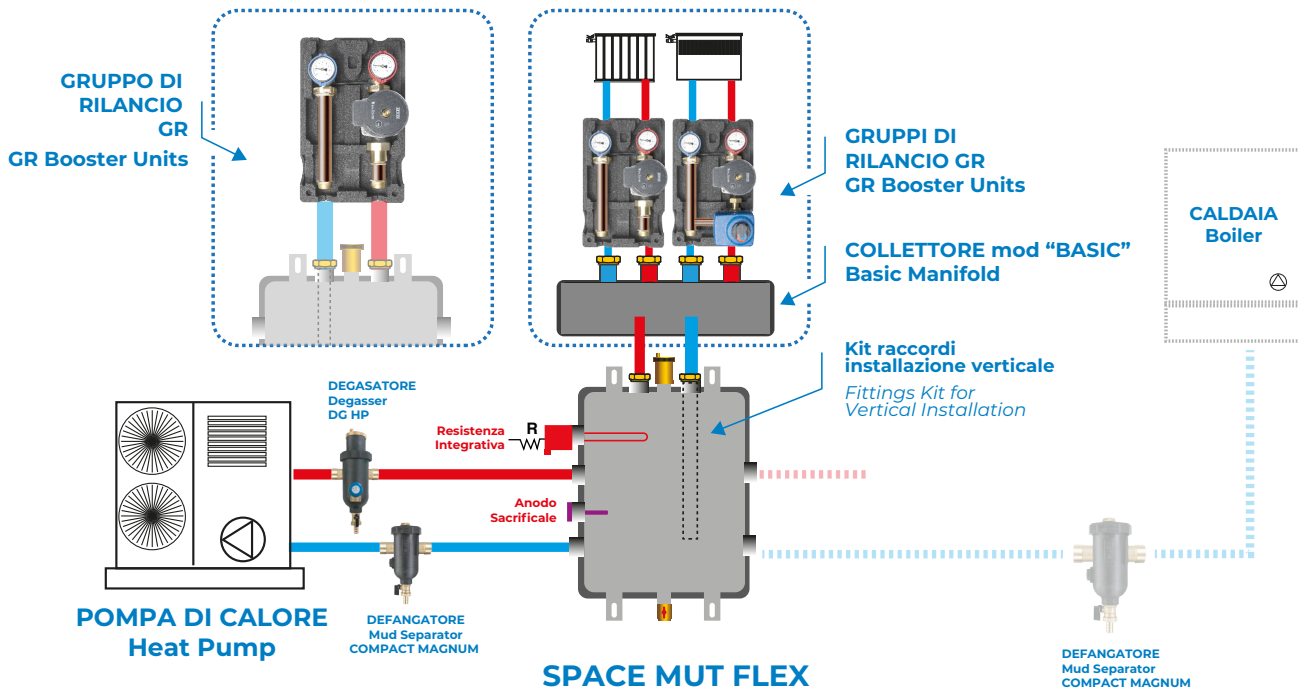 GRUPPO DI
RILANCIO
GR
GR Booster Units
GRUPPI DI
RILANCIO GR
GR Booster Units
CALDAIA
Boiler
COLLETTORE mod “BASIC”
Basic Manifold
Kit raccordi
installazione verticale
Fittings Kit for
Vertical Installation
DEGASATORE
Degasser
DG HP
Resistenza
Integrativa
R
Anodo
Sacrificale
POMPA DI CALORE
Heat Pump
DEFANGATORE
Mud Separator
COMPACT MAGNUM
SPACE MUT FLEX
DEFANGATORE
Mud Separator
COMPACT MAGNUM